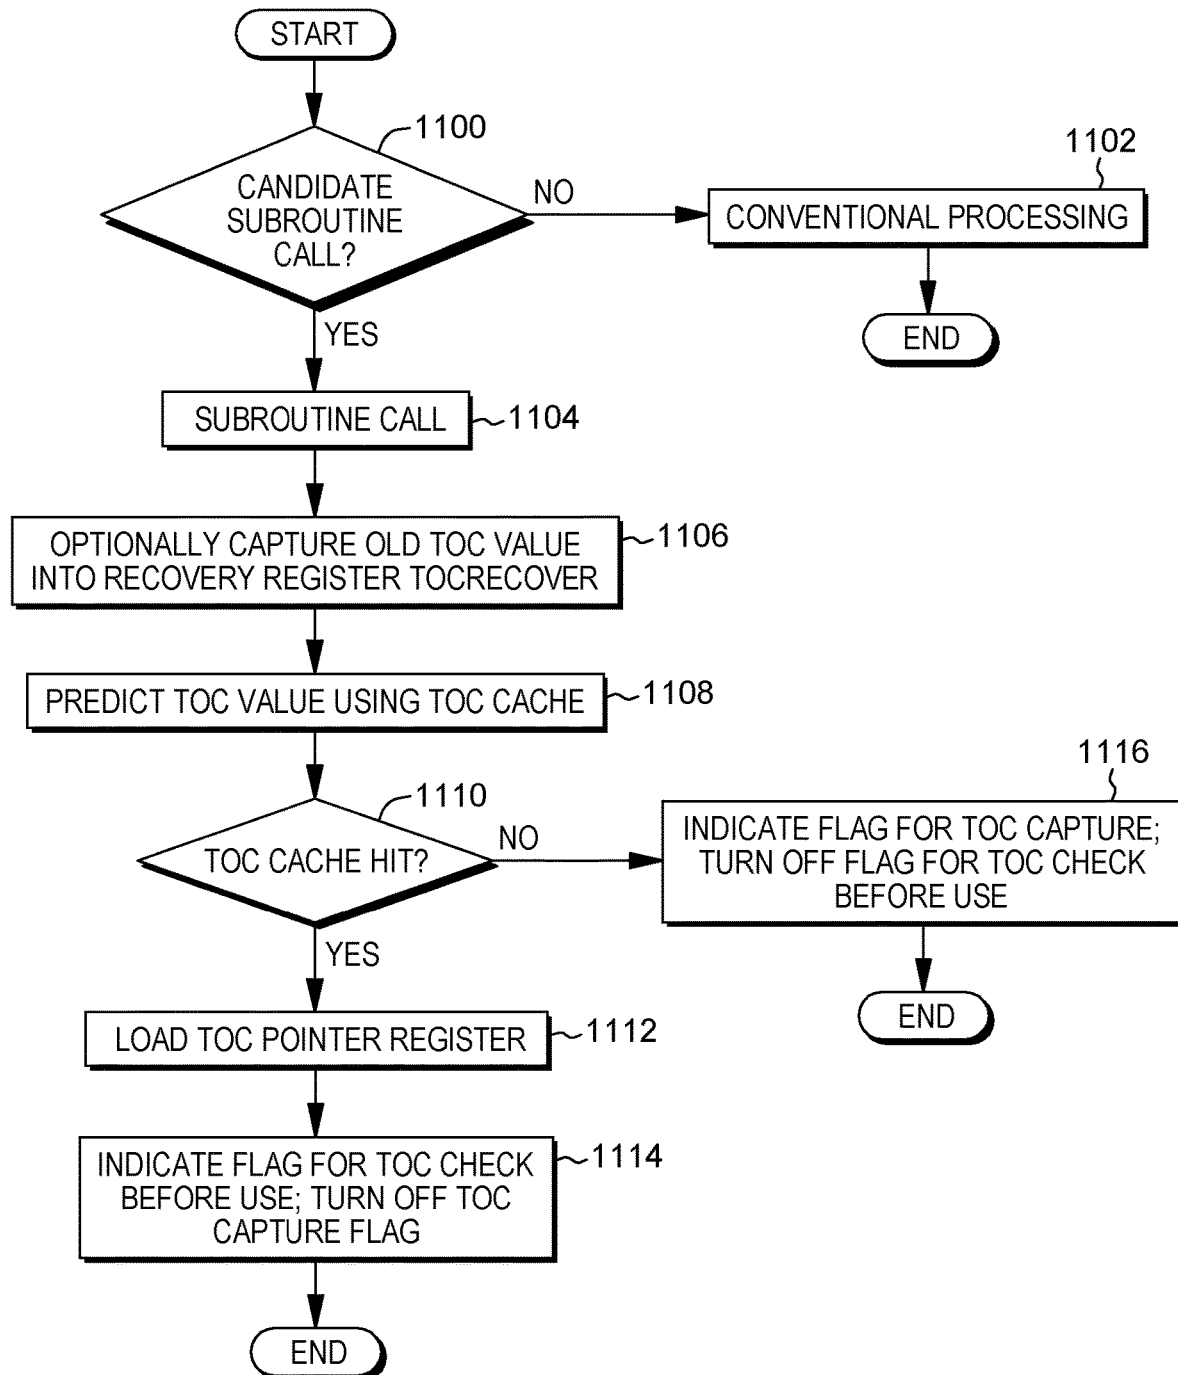 START
1100
CANDIDATE
SUBROUTINE
CALL?
NO
1102
CONVENTIONAL PROCESSING
END
YES
SUBROUTINE CALL
1104
OPTIONALLY CAPTURE OLD TOC VALUE
INTO RECOVERY REGISTER TOCRECOVER
1106
PREDICT TOC VALUE USING TOC CACHE
1108
1110
TOC CACHE HIT?
NO
1116
INDICATE FLAG FOR TOC CAPTURE;
TURN OFF FLAG FOR TOC CHECK
BEFORE USE
END
YES
LOAD TOC POINTER REGISTER
1112
INDICATE FLAG FOR TOC CHECK
BEFORE USE; TURN OFF TOC
CAPTURE FLAG
1114
END